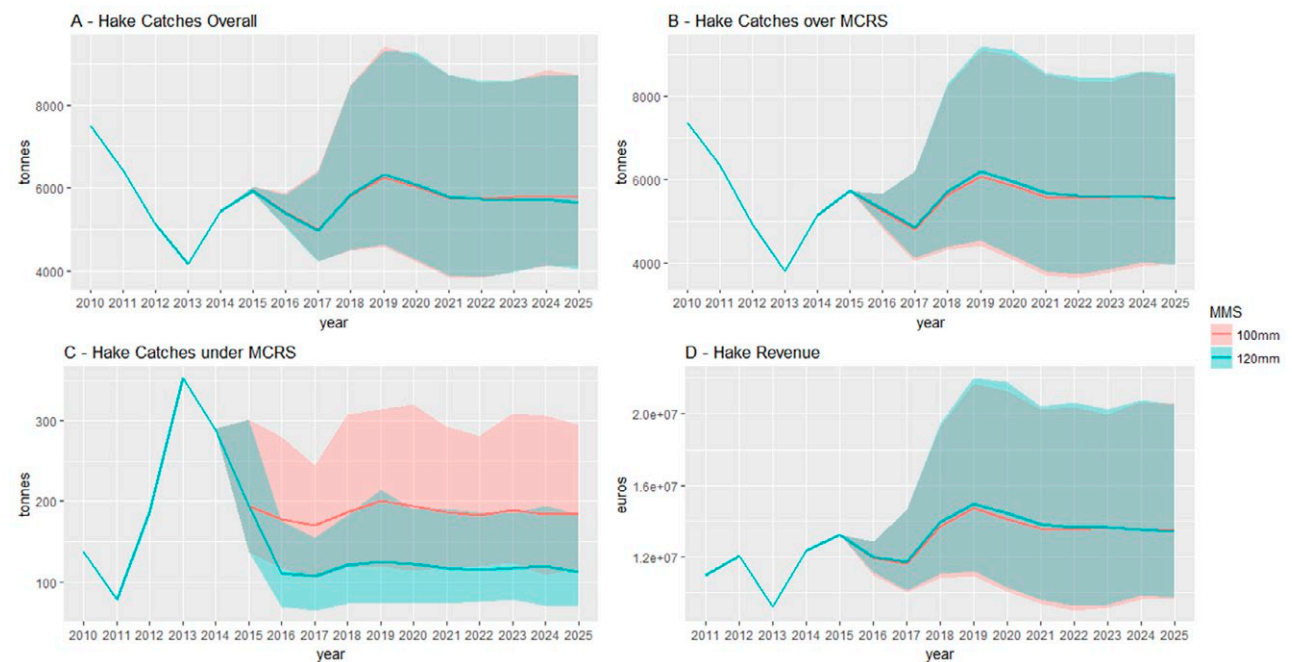 A - Hake Catches Overall
tonnes
8000
6000
4000
2010 2011 2012 2013 2014 2015 2016 2017 2018 2019 2020 2021 2022 2023 2024 2025
year
B - Hake Catches over MCRS
tonnes
8000
6000
4000
2010 2011 2012 2013 2014 2015 2016 2017 2018 2019 2020 2021 2022 2023 2024 2025
year
C - Hake Catches under MCRS
tonnes
300
200
100
2010 2011 2012 2013 2014 2015 2016 2017 2018 2019 2020 2021 2022 2023 2024 2025
year
D - Hake Revenue
euros
2.0e+07
1.6e+07
1.2e+07
2011 2012 2013 2014 2015 2016 2017 2018 2019 2020 2021 2022 2023 2024 2025
year
MMS
100mm
120mm